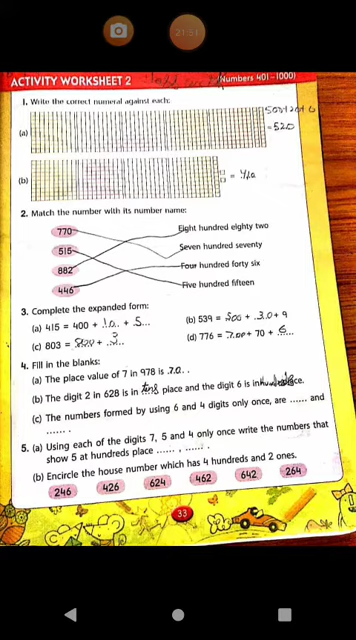 21:51
ACTIVITY WORKSHEET 2 (Numbers 401-1000)
1. Write the correct numeral against each:
500+20+0
(a) =520
(b) =
2. Match the number with its number name:
770 Eight hundred eighty two
515 Seven hundred seventy
882 Four hundred forty six
446 Five hundred fifteen
3. Complete the expanded form:
(a) 415 = 400 + .10.. + .5... (b) 539 = 500 + .30+ 9
(c) 803 = 800 + ..3.. (d) 776 = 700+ 70 + .6...
4. Fill in the blanks:
(a) The place value of 7 in 978 is .70. .
(b) The digit 2 in 628 is in tens place and the digit 6 is in place.
(c) The numbers formed by using 6 and 4 digits only once, are ...... and
...... .
5. (a) Using each of the digits 7, 5 and 4 only once write the numbers that
show 5 at hundreds place ...... , ...... .
(b) Encircle the house number which has 4 hundreds and 2 ones.
246 426 624 462 642 264
33